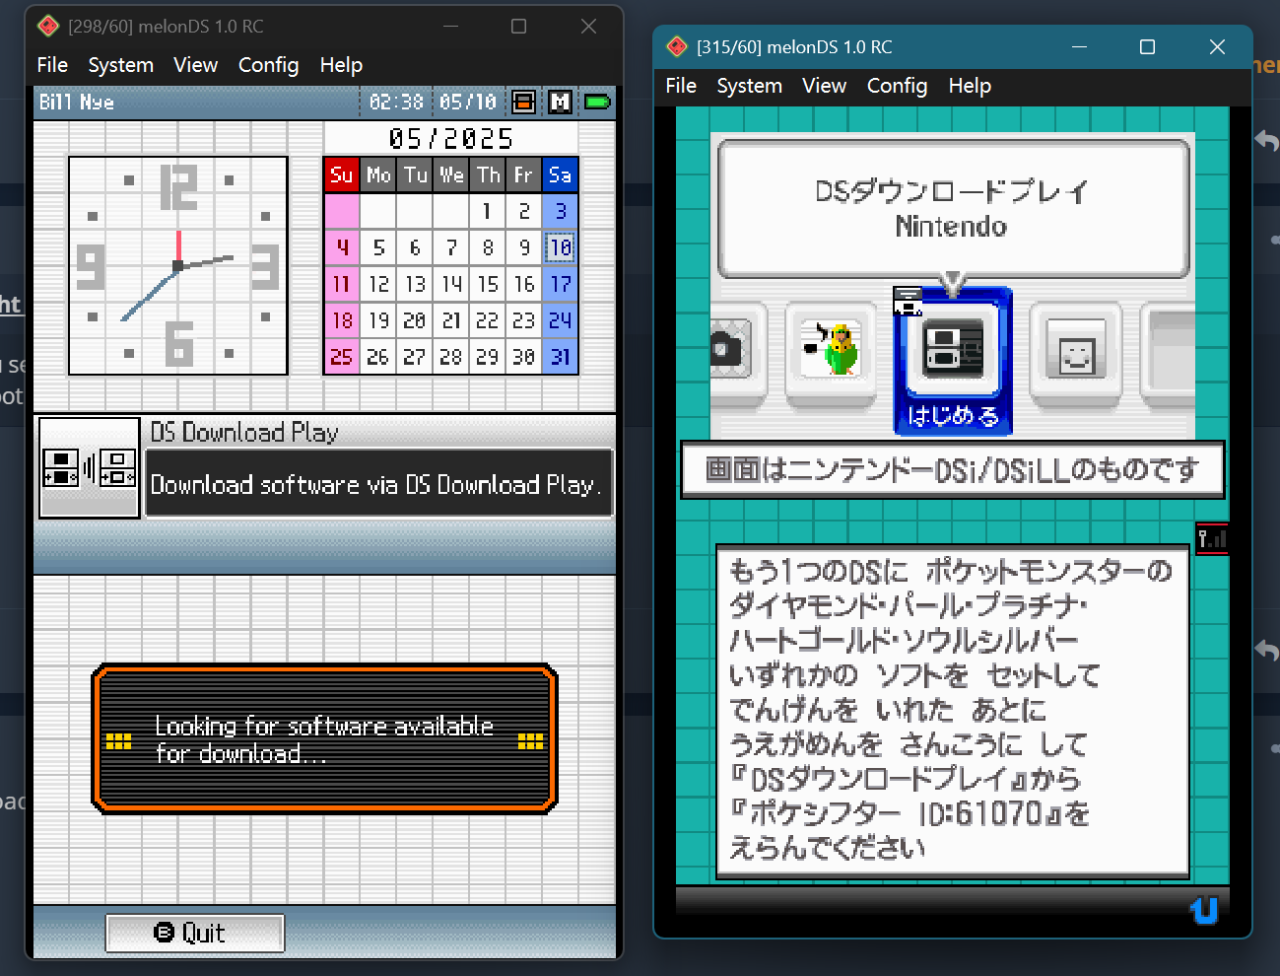 [298/60] melonDS 1.0 RC
File System View Config Help
Bill Nye
02:38 05/10 M
05/2025
12
3
6
9
Su Mo Tu We Th Fr Sa
1 2 3
4 5 6 7 8 9 10
11 12 13 14 15 16 17
18 19 20 21 22 23 24
25 26 27 28 29 30 31
DS Download Play
Download software via DS Download Play.
Looking for software available
for download...
B Quit
[315/60] melonDS 1.0 RC
File System View Config Help
DSダウンロードプレイ
Nintendo
はじめる
画面はニンテンドーDSi/DSiLLのものです
もう1つのDSに ポケットモンスターの
ダイヤモンド・パール・プラチナ・
ハートゴールド・ソウルシルバー
いずれかの ソフトを セットして
でんげんを いれた あとに
うえがめんを さんこうに して
『DSダウンロードプレイ』から
『ポケシフター ID:61070』を
えらんでください